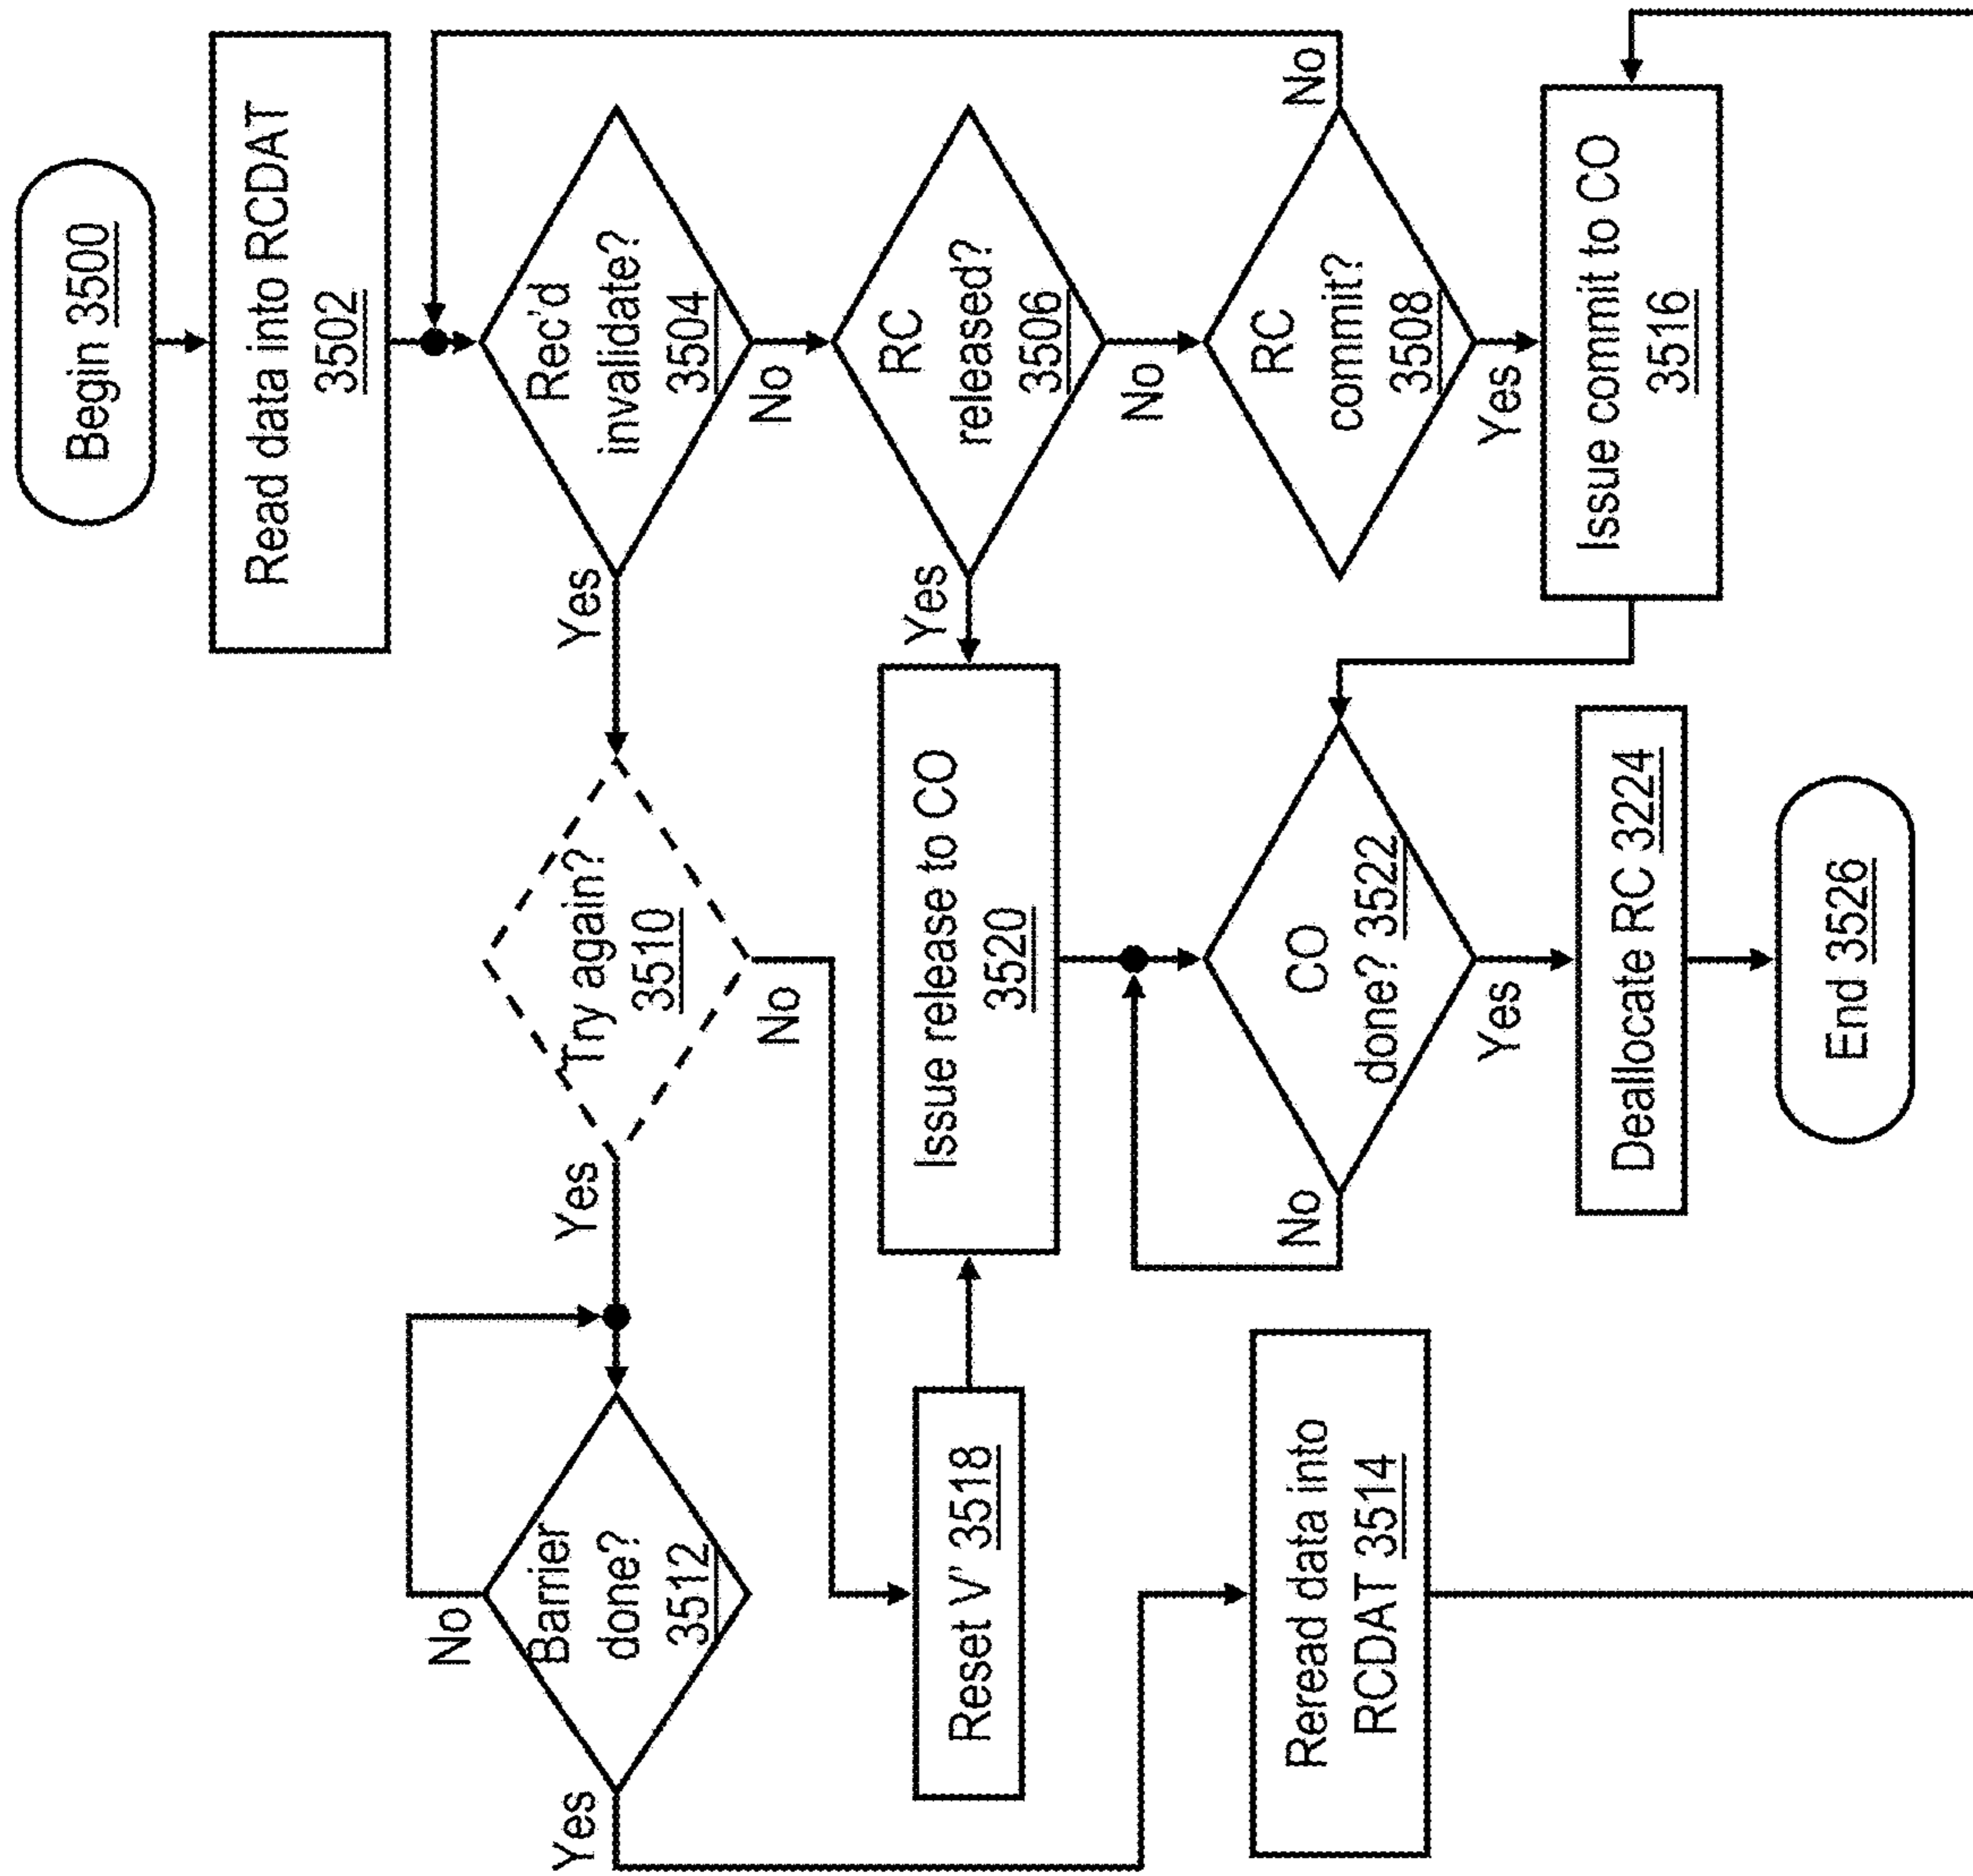 Begin 3500
Read data into RCDAT
3502
Rec'd
invalidate?
3504
Yes
No
RC
released?
3506
Yes
No
RC
commit?
3508
No
Yes
Issue commit to CO
3516
Try again?
3510
Yes
No
Barrier
done?
3512
No
Yes
Reset V' 3518
Issue release to CO
3520
Reread data into
RCDAT 3514
CO
done? 3522
No
Yes
Deallocate RC 3224
End 3526